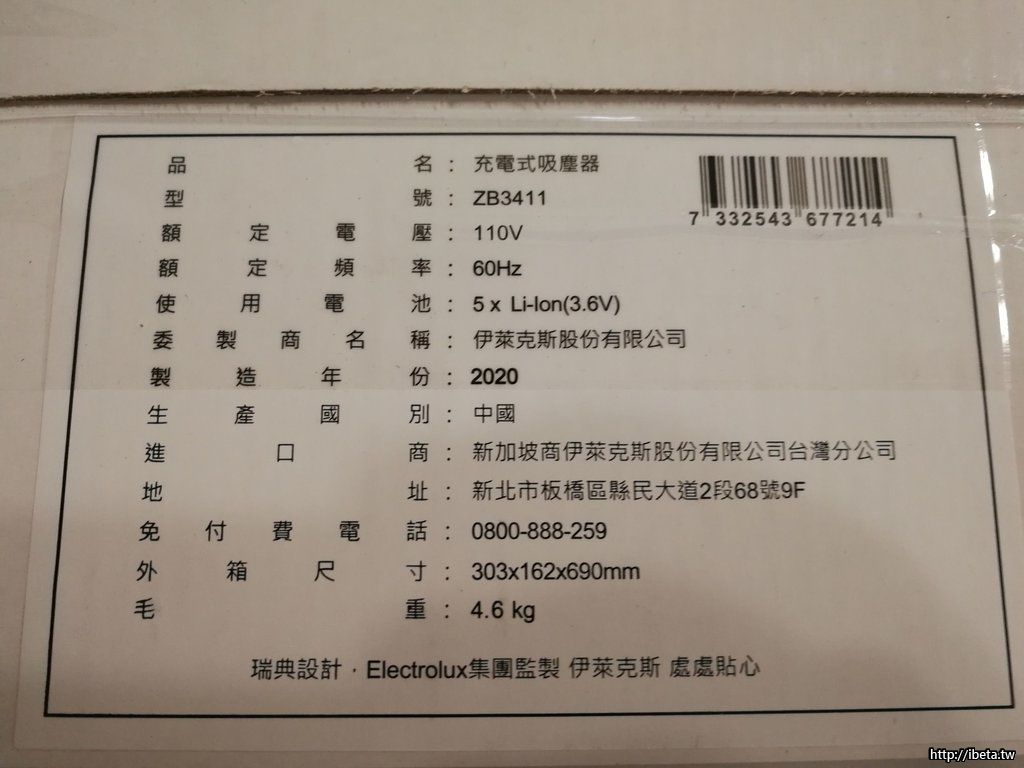 品名：充電式吸塵器
型號：ZB3411
7 332543 677214
額定電壓：110V
額定頻率：60Hz
使用電池：5 x Li-Ion(3.6V)
委製商名稱：伊萊克斯股份有限公司
製造年份：2020
生產國別：中國
進口商：新加坡商伊萊克斯股份有限公司台灣分公司
地址：新北市板橋區縣民大道2段68號9F
免付費電話：0800-888-259
外箱尺寸：303x162x690mm
毛重：4.6 kg
瑞典設計．Electrolux集團監製 伊萊克斯 處處貼心
http://ibeta.tw